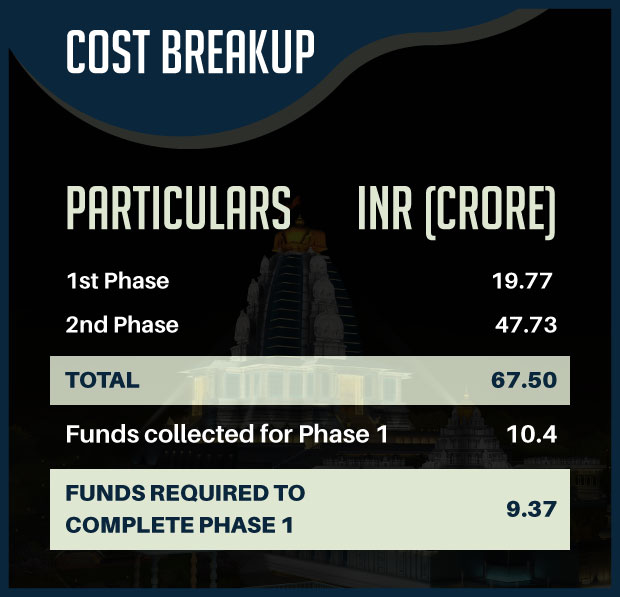 COST BREAKUP
PARTICULARS INR (CRORE)
1st Phase 19.77
2nd Phase 47.73
TOTAL 67.50
Funds collected for Phase 1 10.4
FUNDS REQUIRED TO
COMPLETE PHASE 1 9.37